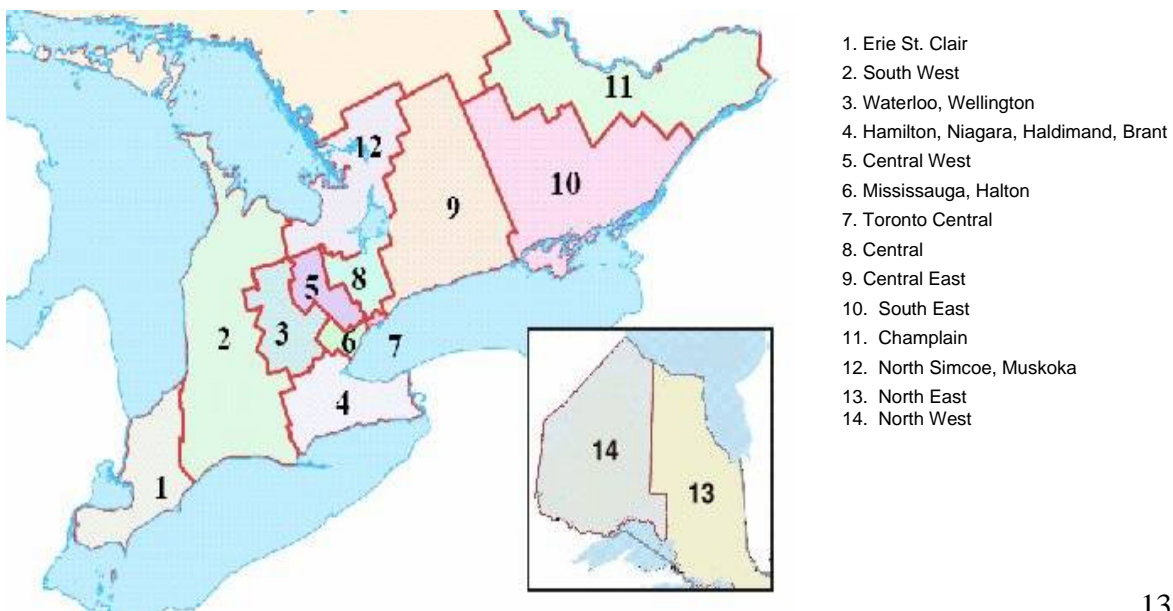 11
12
10
9
8
5
3
2
6
7
4
1
14
13
1. Erie St. Clair
2. South West
3. Waterloo, Wellington
4. Hamilton, Niagara, Haldimand, Brant
5. Central West
6. Mississauga, Halton
7. Toronto Central
8. Central
9. Central East
10. South East
11. Champlain
12. North Simcoe, Muskoka
13. North East
14. North West
13